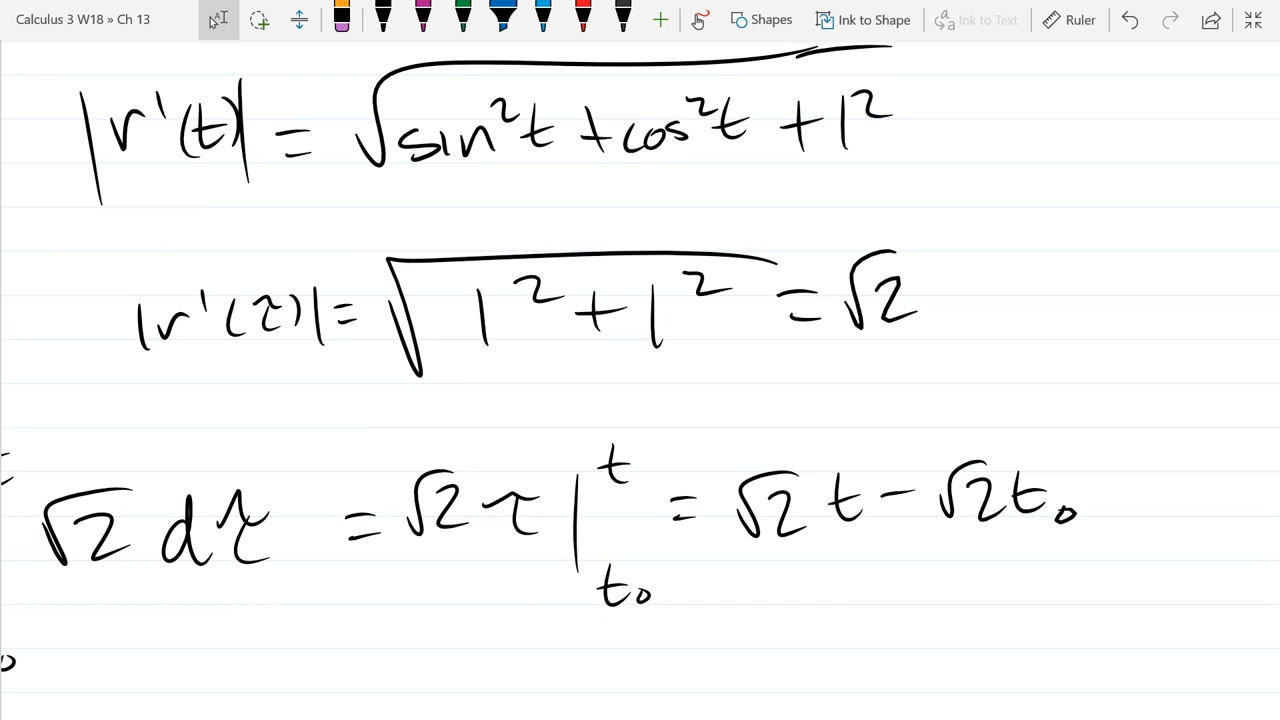 Calculus 3 W18 » Ch 13 Shapes Ink to Shape Ink to Text Ruler
|r'(t)| = √(sin²t + cos²t + 1²)
|r'(τ)| = √(1² + 1²) = √2
√2 dτ = √2 τ |ₜ₀ᵗ = √2 t − √2 t₀